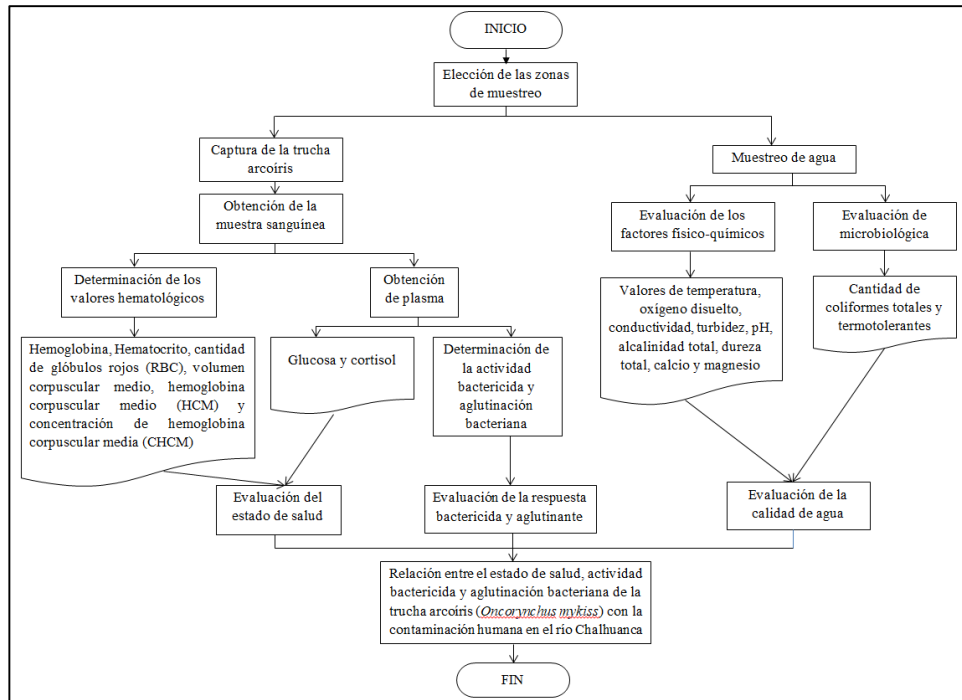 INICIO
Elección de las zonas
de muestreo
Captura de la trucha
arcoíris
Muestreo de agua
Obtención de la
muestra sanguínea
Evaluación de los
factores físico-químicos
Evaluación de
microbiológica
Determinación de los
valores hematológicos
Obtención
de plasma
Valores de temperatura,
oxígeno disuelto,
conductividad, turbidez, pH,
alcalinidad total, dureza
total, calcio y magnesio
Cantidad de
coliformes totales y
termotolerantes
Hemoglobina, Hematocrito, cantidad
de glóbulos rojos (RBC), volumen
corpuscular medio, hemoglobina
corpuscular medio (HCM) y
concentración de hemoglobina
corpuscular media (CHCM)
Glucosa y cortisol
Determinación de
la actividad
bactericida y
aglutinación
bacteriana
Evaluación del
estado de salud
Evaluación de la respuesta
bactericida y aglutinante
Evaluación de la
calidad de agua
Relación entre el estado de salud, actividad
bactericida y aglutinación bacteriana de la
trucha arcoíris (Oncorynchus mykiss) con la
contaminación humana en el río Chalhuanca
FIN